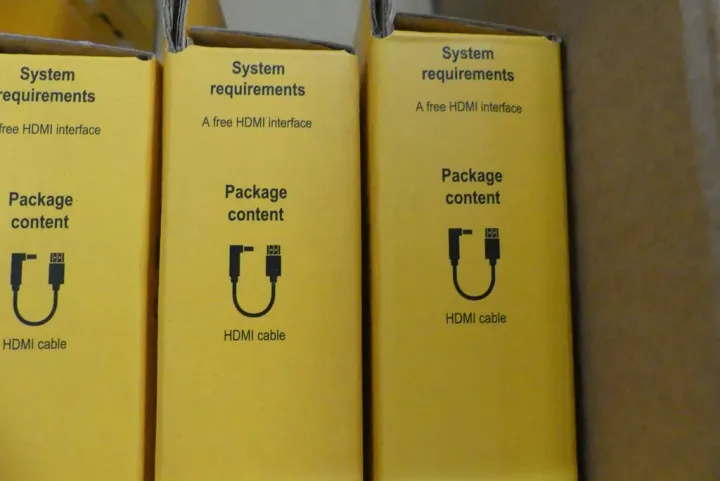 System
requirements
free HDMI interface
Package
content
HDMI cable
System
requirements
A free HDMI interface
Package
content
HDMI cable
System
requirements
A free HDMI interface
Package
content
HDMI cable